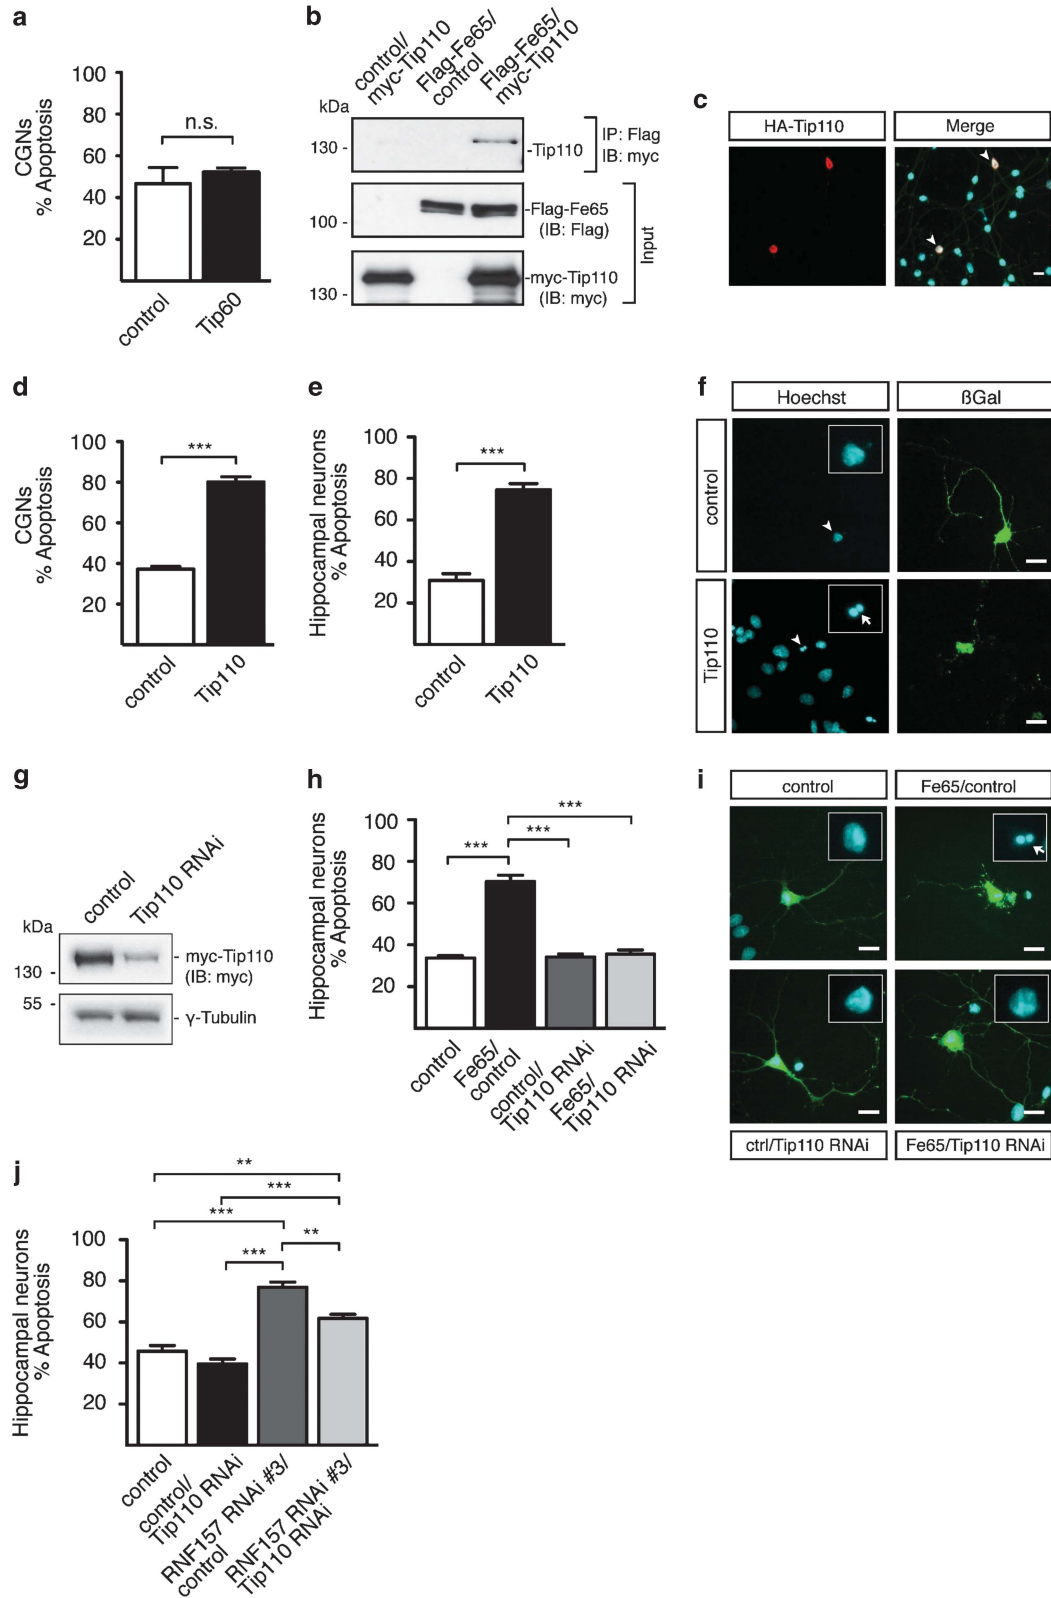 a
CGNs
% Apoptosis
100
80
60
40
20
n.s.
control
Tip60
b
control/
myc-Tip110
Flag-Fe65/
control
Flag-Fe65/
myc-Tip110
kDa
130 -
-Tip110
IP: Flag
IB: myc
100 -
-Flag-Fe65
(IB: Flag)
130 -
-myc-Tip110
(IB: myc)
Input
c
HA-Tip110
Merge
d
CGNs
% Apoptosis
100
80
60
40
20
***
control
Tip110
e
Hippocampal neurons
% Apoptosis
100
80
60
40
20
***
control
Tip110
f
Hoechst
ßGal
control
Tip110
g
control
Tip110 RNAi
kDa
130 -
- myc-Tip110
(IB: myc)
55 -
- γ-Tubulin
h
Hippocampal neurons
% Apoptosis
100
80
60
40
20
***
***
***
control
Fe65/
control
control/
Tip110 RNAi
Fe65/
Tip110 RNAi
i
control
Fe65/control
ctrl/Tip110 RNAi
Fe65/Tip110 RNAi
j
Hippocampal neurons
% Apoptosis
100
80
60
40
20
**
***
***
**
***
control
control/
Tip110 RNAi
RNF157 RNAi #3/
control
RNF157 RNAi #3/
Tip110 RNAi